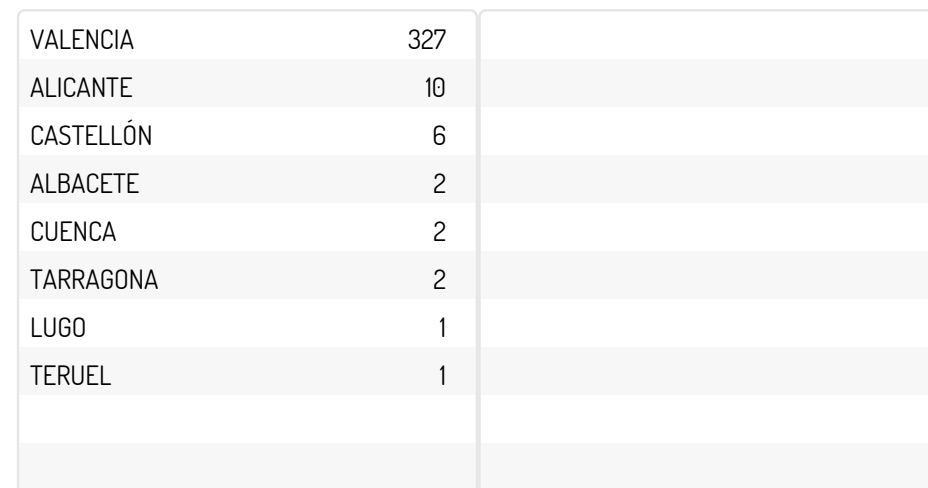 VALENCIA 327
ALICANTE 10
CASTELLÓN 6
ALBACETE 2
CUENCA 2
TARRAGONA 2
LUGO 1
TERUEL 1